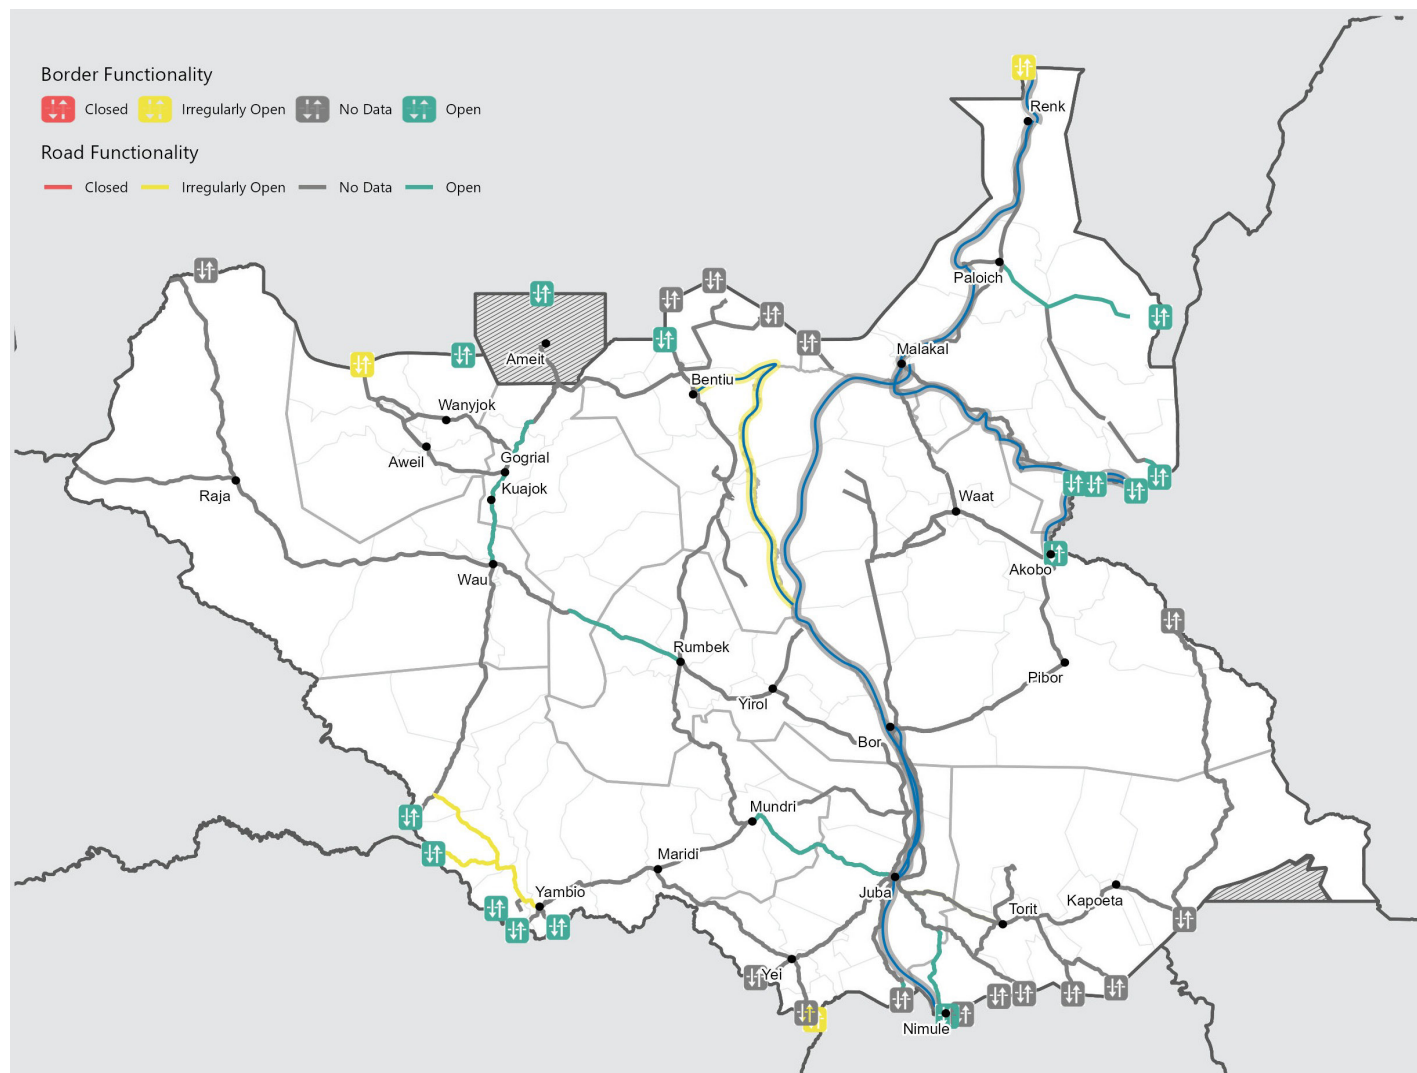 Border Functionality
Closed Irregularly Open No Data Open
Road Functionality
Closed Irregularly Open No Data Open
Renk
Paloich
Malakal
Ameit
Bentiu
Wanyjok
Aweil
Gogrial
Kuajok
Raja
Waat
Wau
Akobo
Rumbek
Pibor
Yirol
Bor
Mundri
Maridi
Yambio
Juba
Kapoeta
Torit
Yei
Nimule